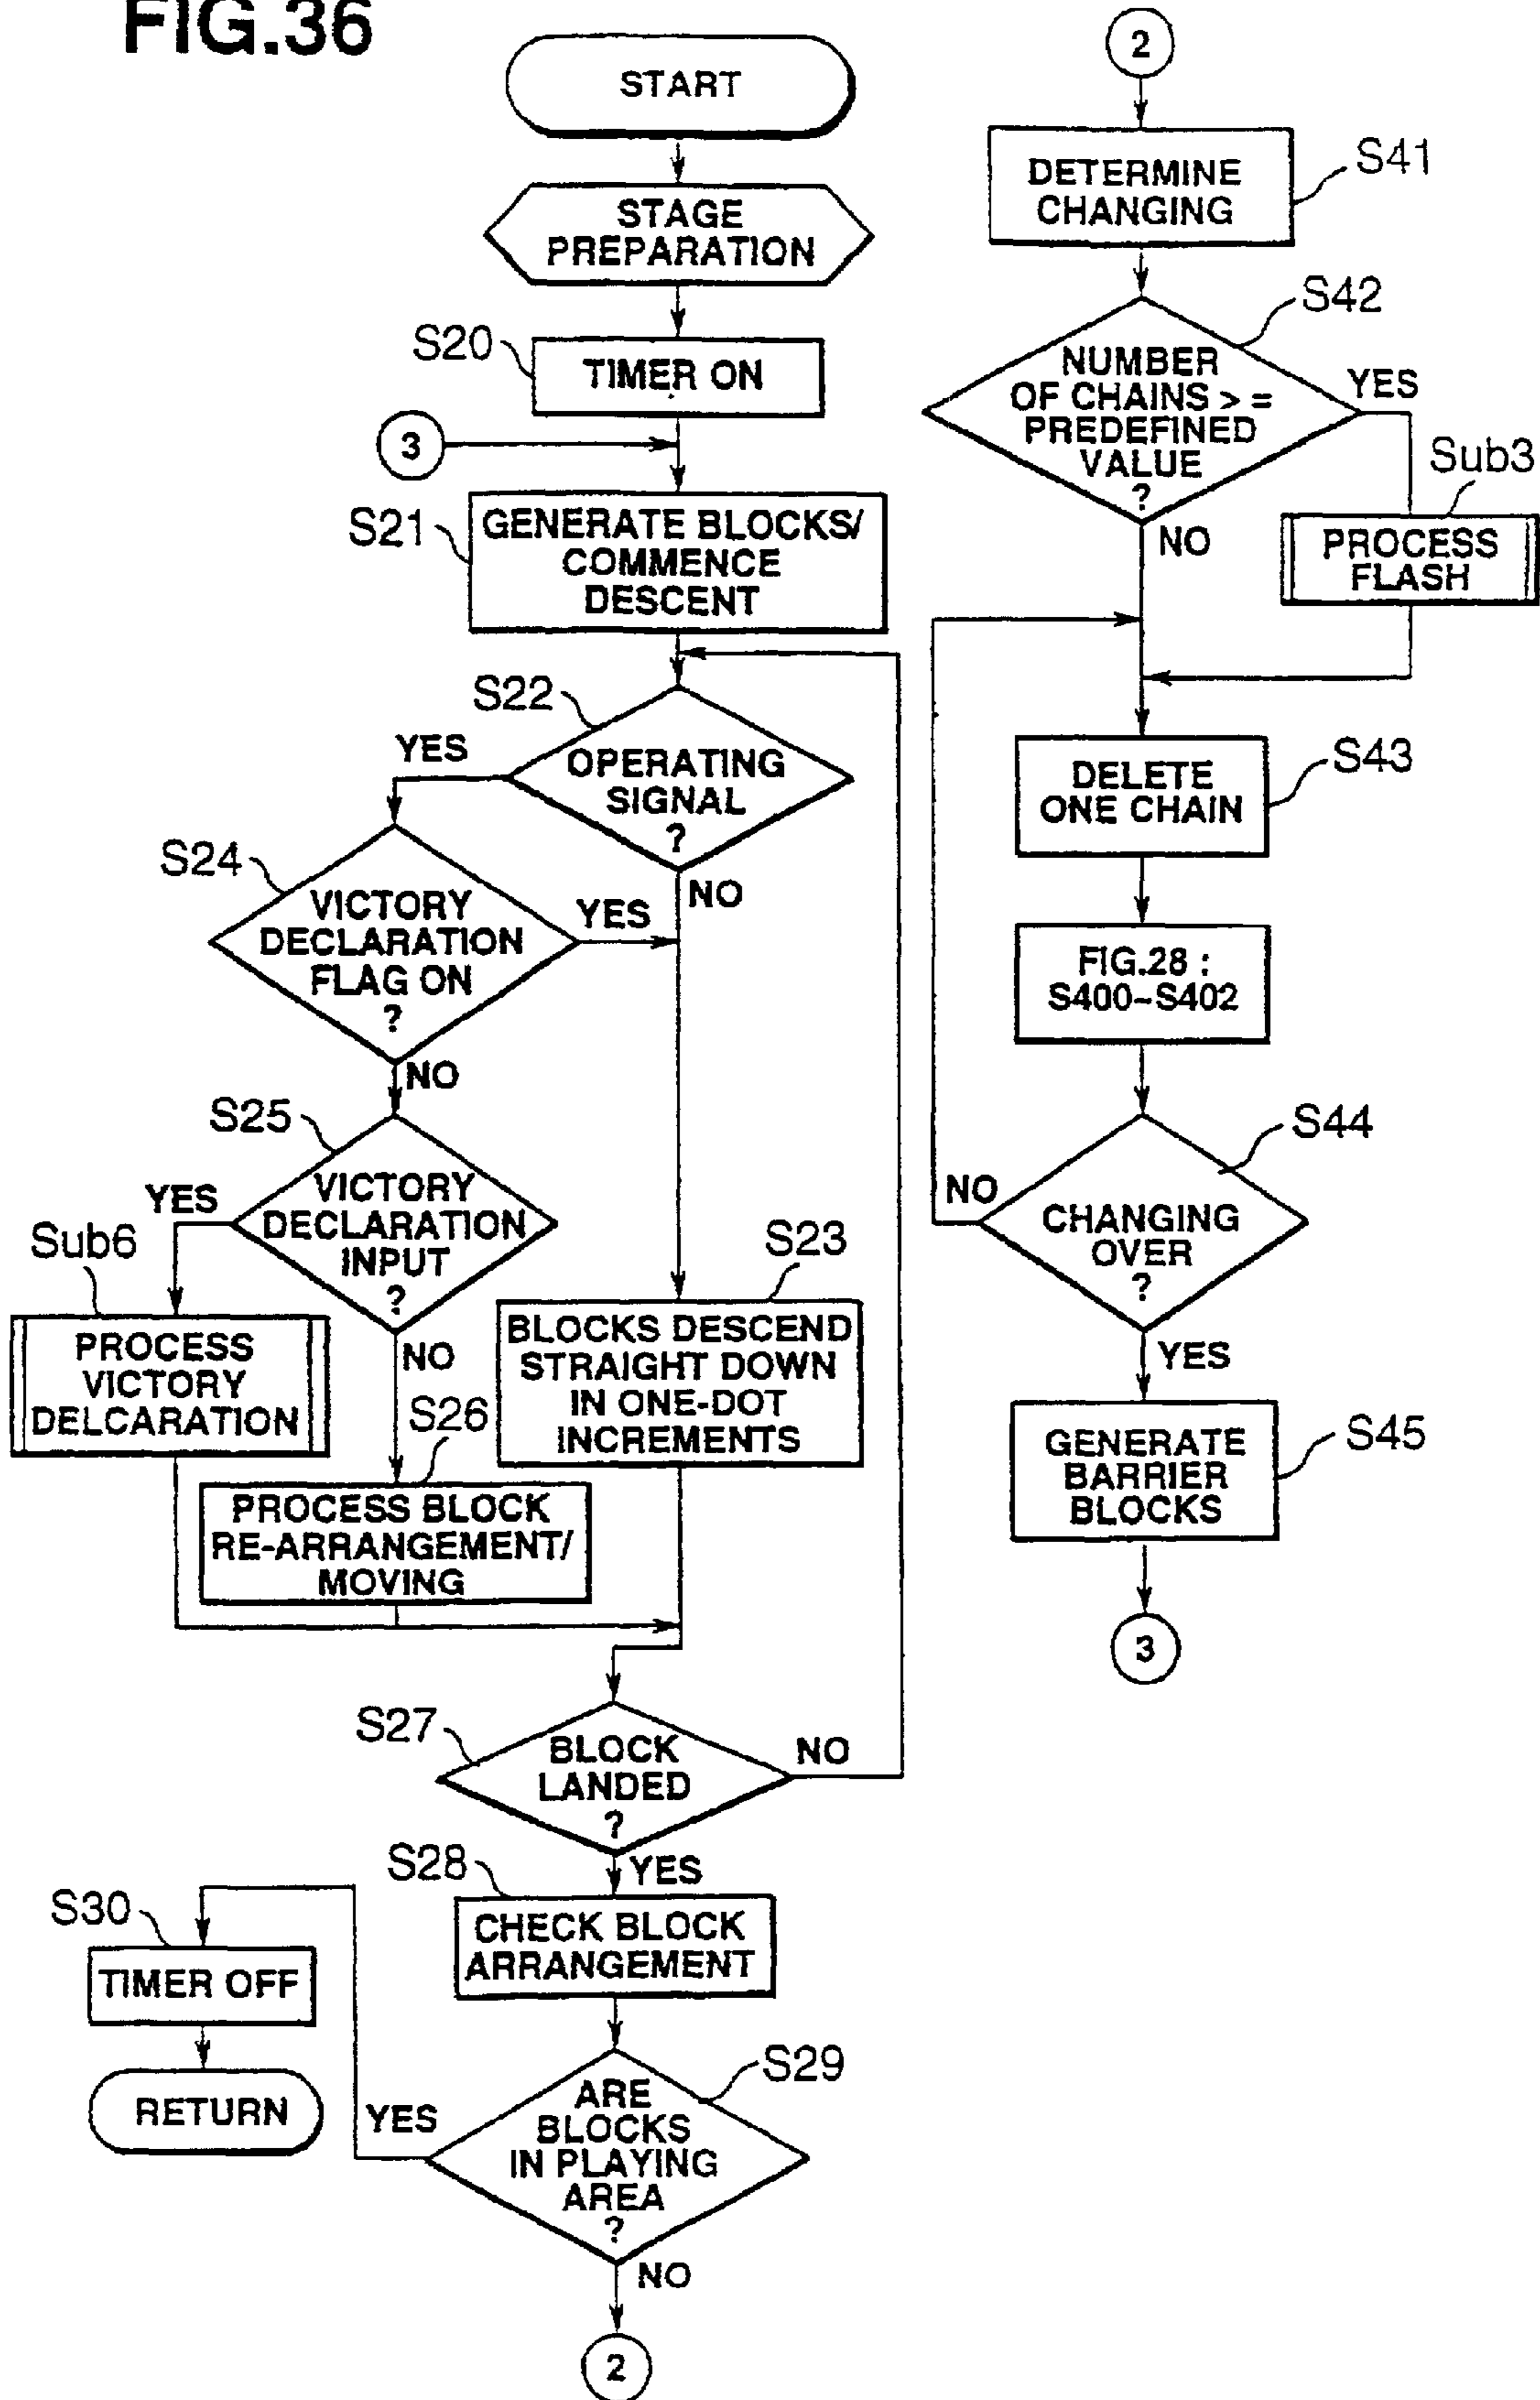 FIG.36
START
STAGE
PREPARATION
S20
TIMER ON
3
S21
GENERATE BLOCKS/
COMMENCE
DESCENT
S22
YES
OPERATING
SIGNAL
?
NO
S24
VICTORY
DECLARATION
FLAG ON
?
YES
NO
S25
YES
VICTORY
DECLARATION
INPUT
?
NO
Sub6
PROCESS
VICTORY
DELCARATION
S23
BLOCKS DESCEND
STRAIGHT DOWN
IN ONE-DOT
INCREMENTS
S26
PROCESS BLOCK
RE-ARRANGEMENT/
MOVING
S27
BLOCK
LANDED
?
NO
YES
S28
CHECK BLOCK
ARRANGEMENT
S30
TIMER OFF
RETURN
S29
ARE
BLOCKS
IN PLAYING
AREA
?
YES
NO
2
2
DETERMINE
CHANGING
S41
S42
NUMBER
OF CHAINS > =
PREDEFINED
VALUE
?
YES
NO
Sub3
PROCESS
FLASH
DELETE
ONE CHAIN
S43
FIG.28 :
S400~S402
S44
NO
CHANGING
OVER
?
YES
GENERATE
BARRIER
BLOCKS
S45
3